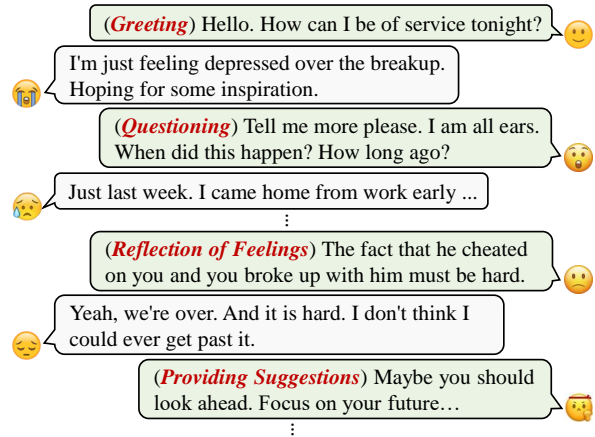 (Greeting) Hello. How can I be of service tonight?
I'm just feeling depressed over the breakup.
Hoping for some inspiration.
(Questioning) Tell me more please. I am all ears.
When did this happen? How long ago?
Just last week. I came home from work early ...
(Reflection of Feelings) The fact that he cheated
on you and you broke up with him must be hard.
Yeah, we're over. And it is hard. I don't think I
could ever get past it.
(Providing Suggestions) Maybe you should
look ahead. Focus on your future…